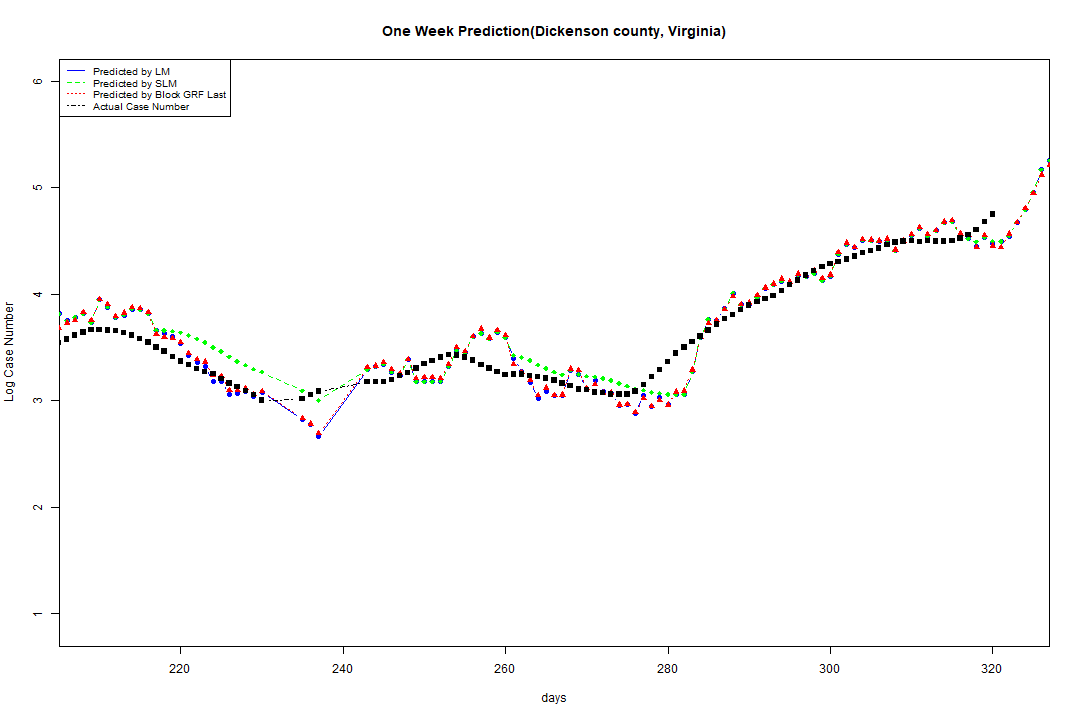 One Week Prediction(Dickenson county, Virginia)
Predicted by LM
Predicted by SLM
Predicted by Block GRF Last
Actual Case Number
6
5
4
3
2
1
Log Case Number
220
240
260
280
300
320
days